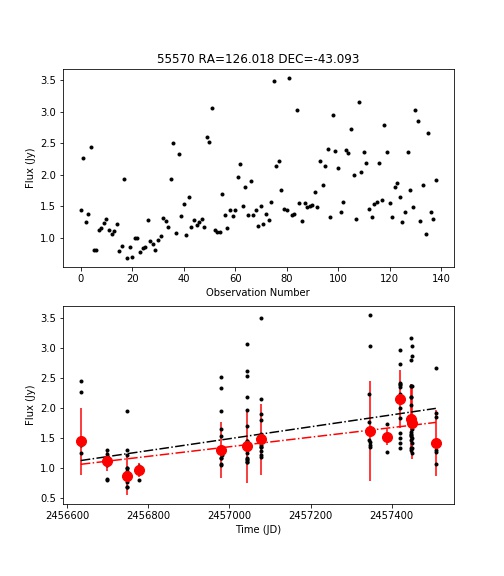 55570 RA=126.018 DEC=-43.093
3.5
3.0
2.5
2.0
1.5
1.0
Flux (Jy)
0 20 40 60 80 100 120 140
Observation Number
3.5
3.0
2.5
2.0
1.5
1.0
0.5
Flux (Jy)
2456600 2456800 2457000 2457200 2457400
Time (JD)